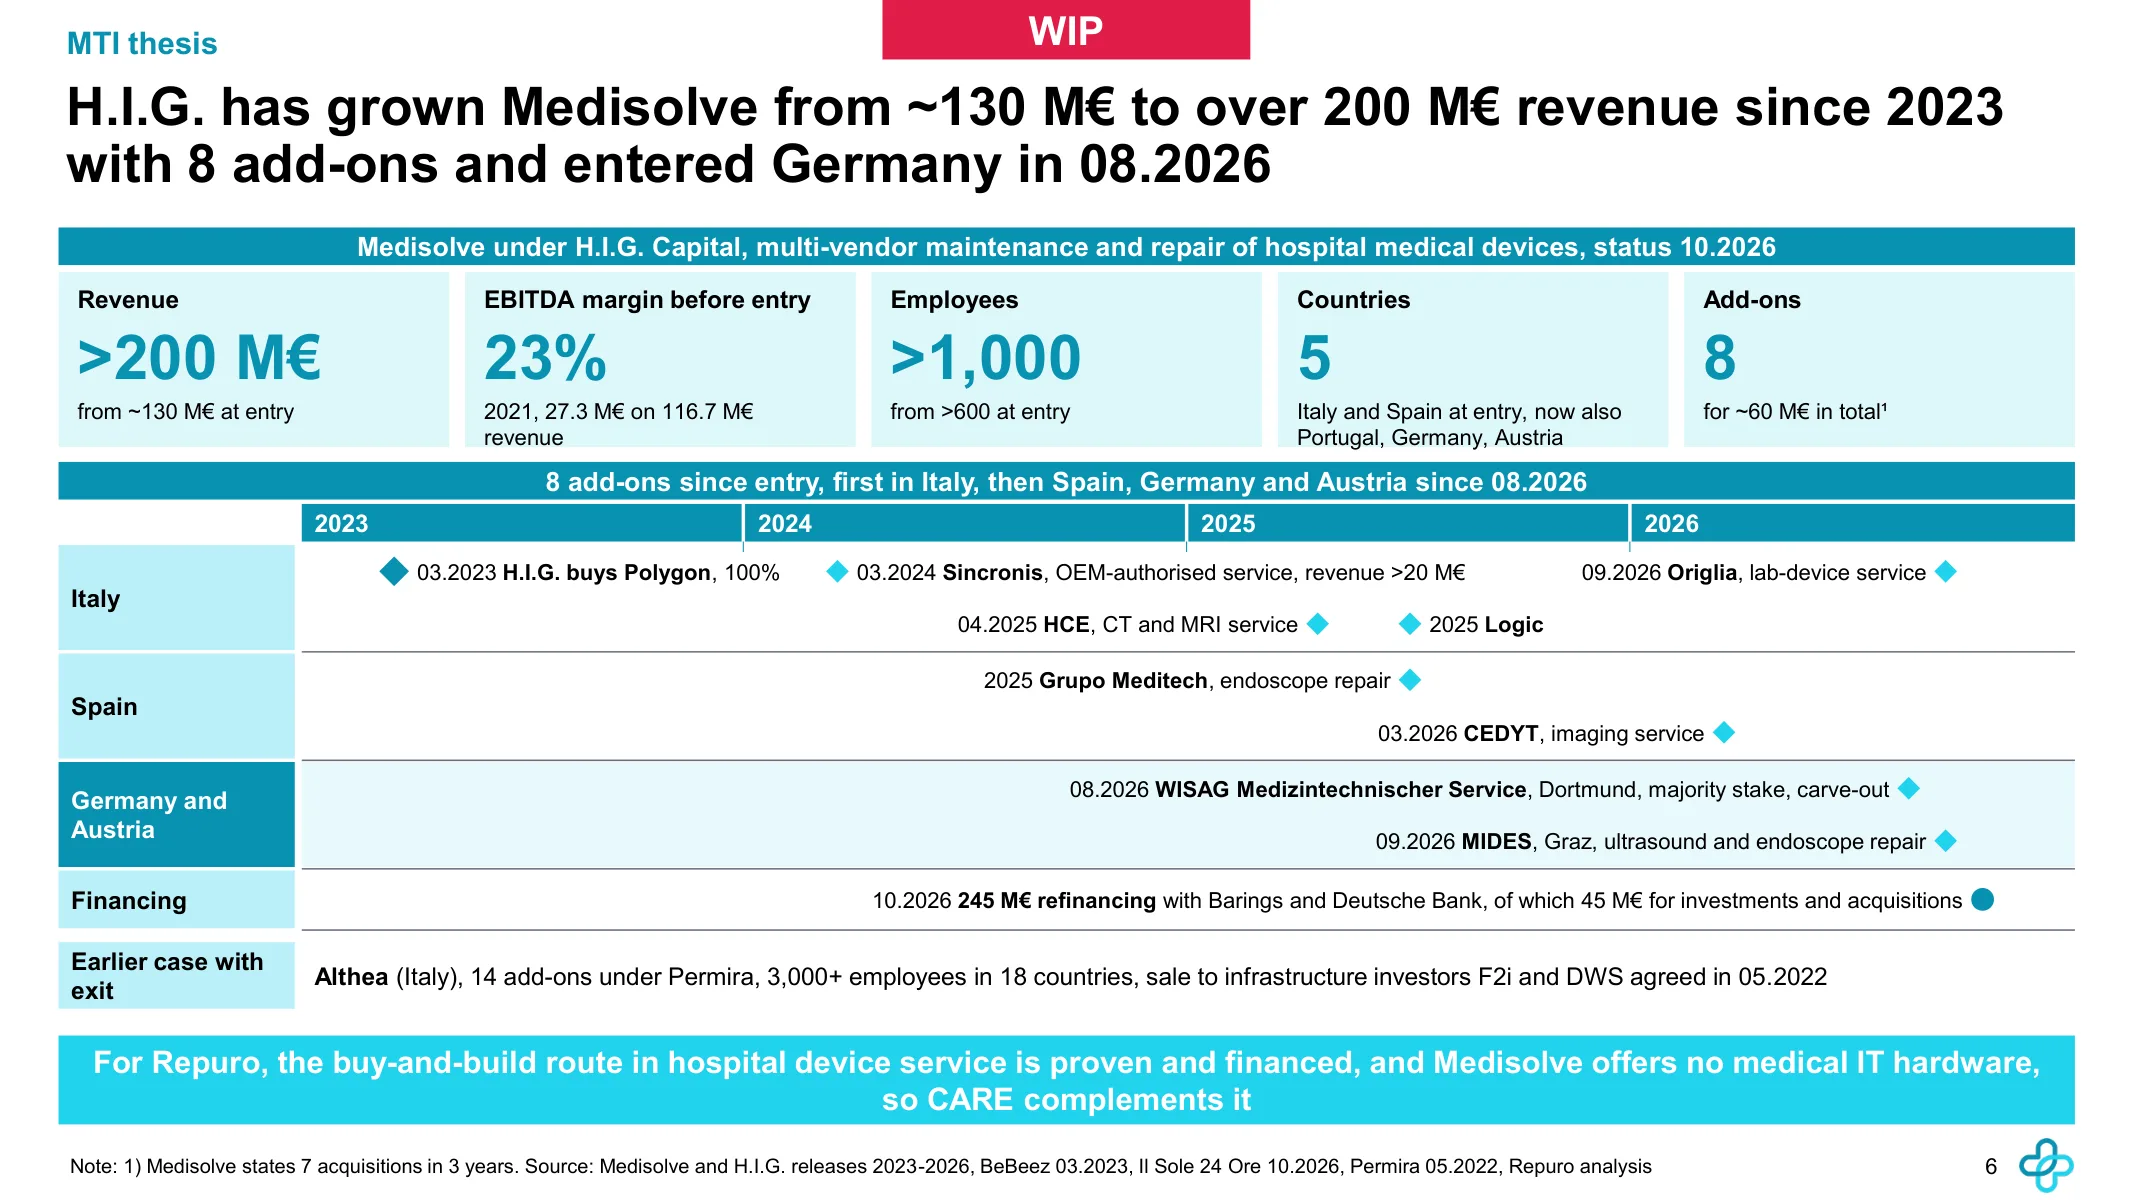 WIP
MTI thesis
H.I.G. has grown Medisolve from ~130 M€ to over 200 M€ revenue since 2023
with 8 add-ons and entered Germany in 08.2026
Medisolve under H.I.G. Capital, multi-vendor maintenance and repair of hospital medical devices, status 10.2026
Revenue
>200 M€
from ~130 M€ at entry
EBITDA margin before entry
23%
2021, 27.3 M€ on 116.7 M€
revenue
Employees
>1,000
from >600 at entry
Countries
5
Italy and Spain at entry, now also
Portugal, Germany, Austria
Add-ons
8
for ~60 M€ in total¹
8 add-ons since entry, first in Italy, then Spain, Germany and Austria since 08.2026
2023
2024
2025
2026
Italy
03.2023 H.I.G. buys Polygon, 100%
03.2024 Sincronis, OEM-authorised service, revenue >20 M€
09.2026 Origlia, lab-device service
04.2025 HCE, CT and MRI service
2025 Logic
Spain
2025 Grupo Meditech, endoscope repair
03.2026 CEDYT, imaging service
Germany and
Austria
08.2026 WISAG Medizintechnischer Service, Dortmund, majority stake, carve-out
09.2026 MIDES, Graz, ultrasound and endoscope repair
Financing
10.2026 245 M€ refinancing with Barings and Deutsche Bank, of which 45 M€ for investments and acquisitions
Earlier case with
exit
Althea (Italy), 14 add-ons under Permira, 3,000+ employees in 18 countries, sale to infrastructure investors F2i and DWS agreed in 05.2022
For Repuro, the buy-and-build route in hospital device service is proven and financed, and Medisolve offers no medical IT hardware,
so CARE complements it
Note: 1) Medisolve states 7 acquisitions in 3 years. Source: Medisolve and H.I.G. releases 2023-2026, BeBeez 03.2023, Il Sole 24 Ore 10.2026, Permira 05.2022, Repuro analysis
6